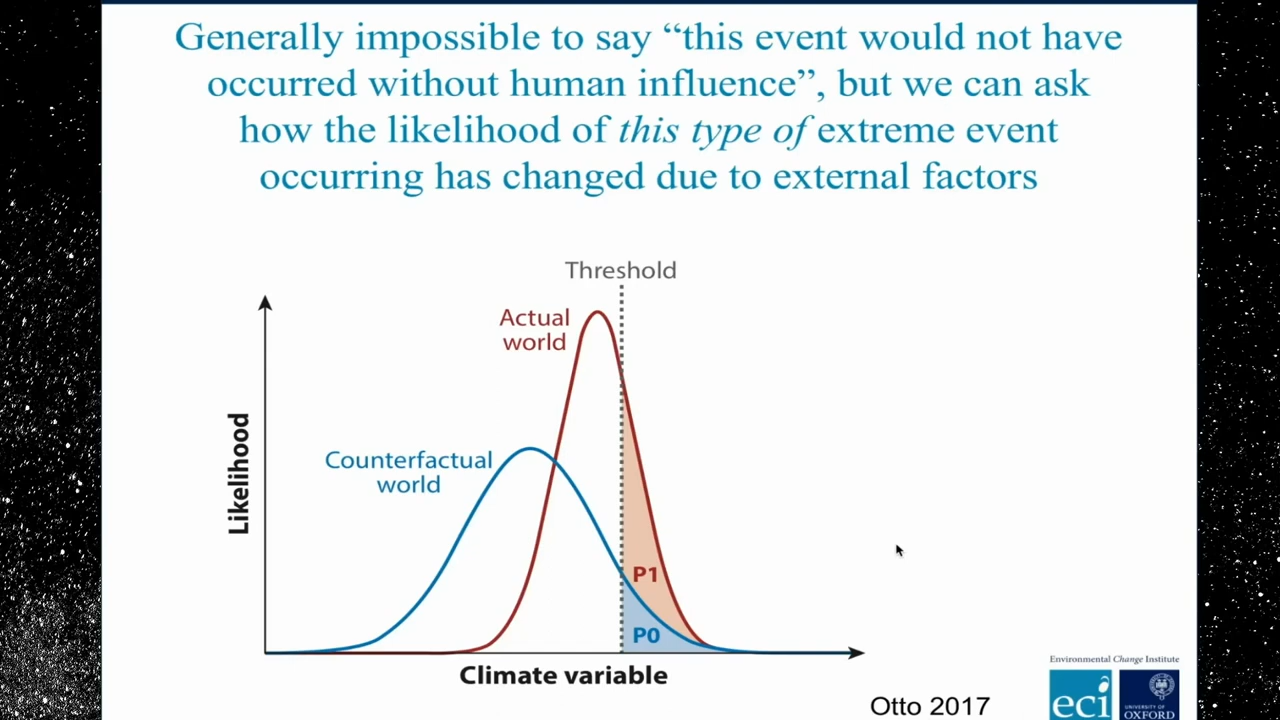 Generally impossible to say “this event would not have
occurred without human influence”, but we can ask
how the likelihood of this type of extreme event
occurring has changed due to external factors
Threshold
Actual
world
Counterfactual
world
Likelihood
P1
P0
Climate variable
Otto 2017
Environmental Change Institute
eci
UNIVERSITY OF
OXFORD